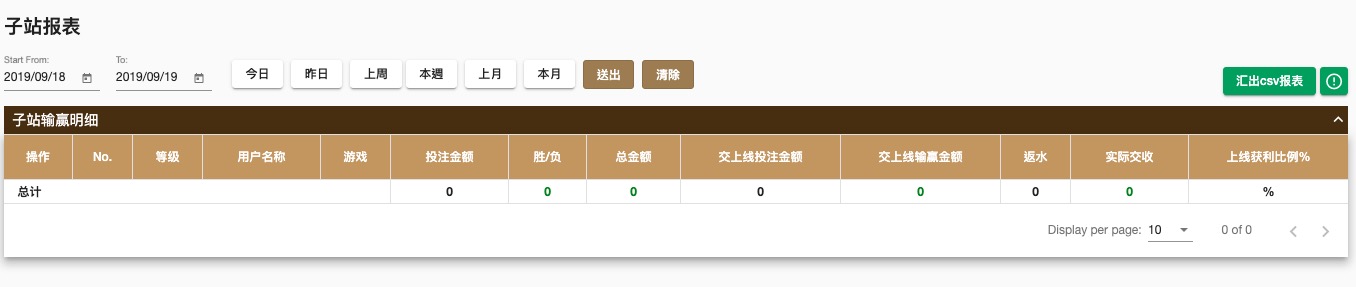 子站报表
Start From: To:
2019/09/18 2019/09/19 今日 昨日 上周 本週 上月 本月 送出 清除
汇出csv报表
子站输赢明细
操作 No. 等级 用户名称 游戏 投注金额 胜/负 总金额 交上线投注金额 交上线输赢金额 返水 实际交收 上线获利比例%
总计 0 0 0 0 0 0 0 %
Display per page: 10 0 of 0